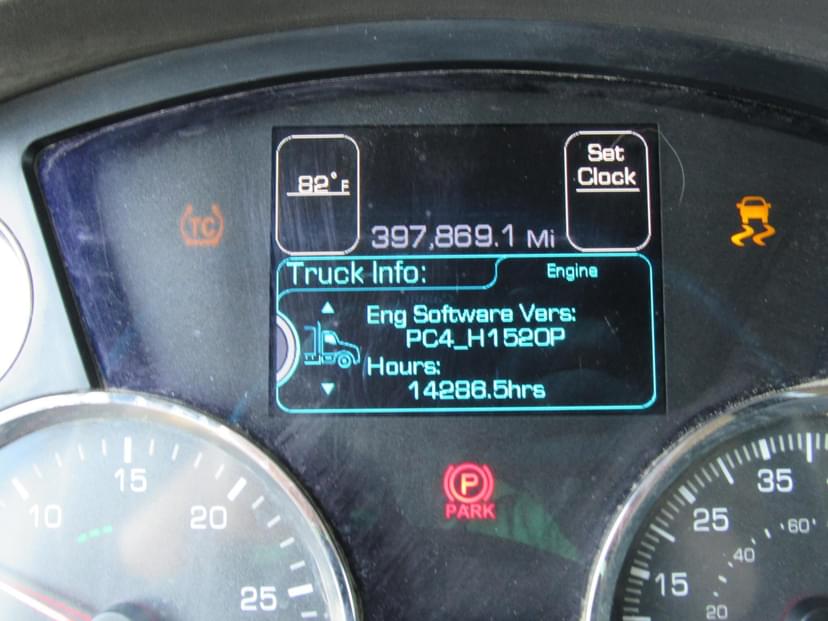 82°F
Set
Clock
397,869.1 Mi
TC
Truck Info:
Engine
Eng Software Vers:
PC4_H1520P
Hours:
14286.5hrs
P
PARK
10
15
20
25
15
25
35
20
40
60